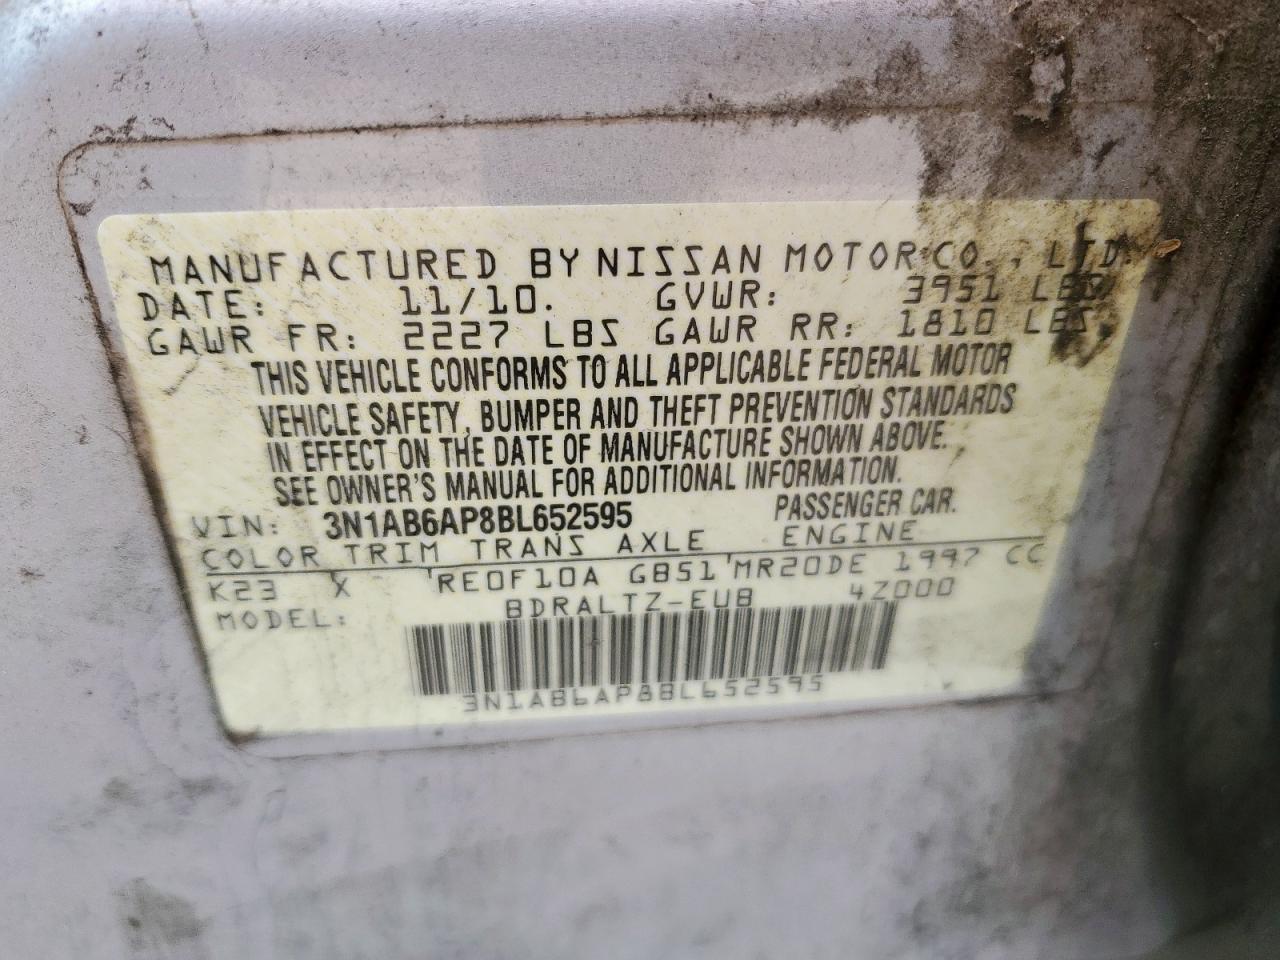 MANUFACTURED BY NISSAN MOTOR CO., LTD.
DATE: 11/10. GVWR: 3951 LBS
GAWR FR: 2227 LBS GAWR RR: 1810 LBS
THIS VEHICLE CONFORMS TO ALL APPLICABLE FEDERAL MOTOR
VEHICLE SAFETY, BUMPER AND THEFT PREVENTION STANDARDS
IN EFFECT ON THE DATE OF MANUFACTURE SHOWN ABOVE.
SEE OWNER'S MANUAL FOR ADDITIONAL INFORMATION.
VIN: 3N1AB6AP8BL652595 PASSENGER CAR.
COLOR TRIM TRANS AXLE ENGINE
K23 X RE0F10A GB51 MR20DE 1997 CC
MODEL: BDRALTZ-EUB 4Z000
3N1AB6AP8BL652595